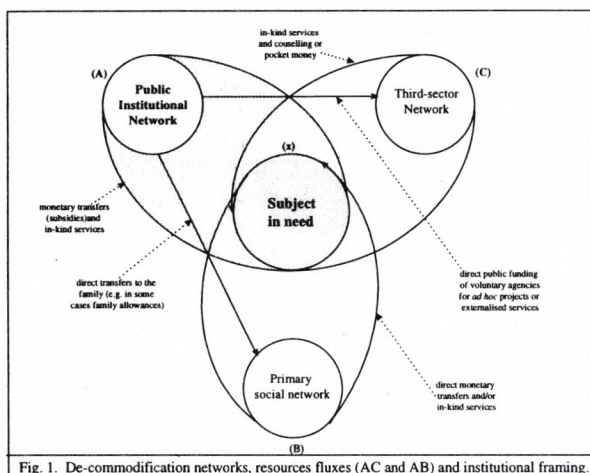 in-kind services
and couselling or
pocket money
(A)
(C)
Public
Institutional
Network
Third-sector
Network
(x)
Subject
in need
monetary transfers
(subsidies)and
in-kind services
direct transfers to the
family (e.g. in some
cases family allowances)
direct public funding
of voluntary agencies
for ad hoc projects or
externalised services
Primary
social network
direct monetary
transfers and/or
in-kind services
(B)
Fig. 1. De-commodification networks, resources fluxes (AC and AB) and institutional framing.